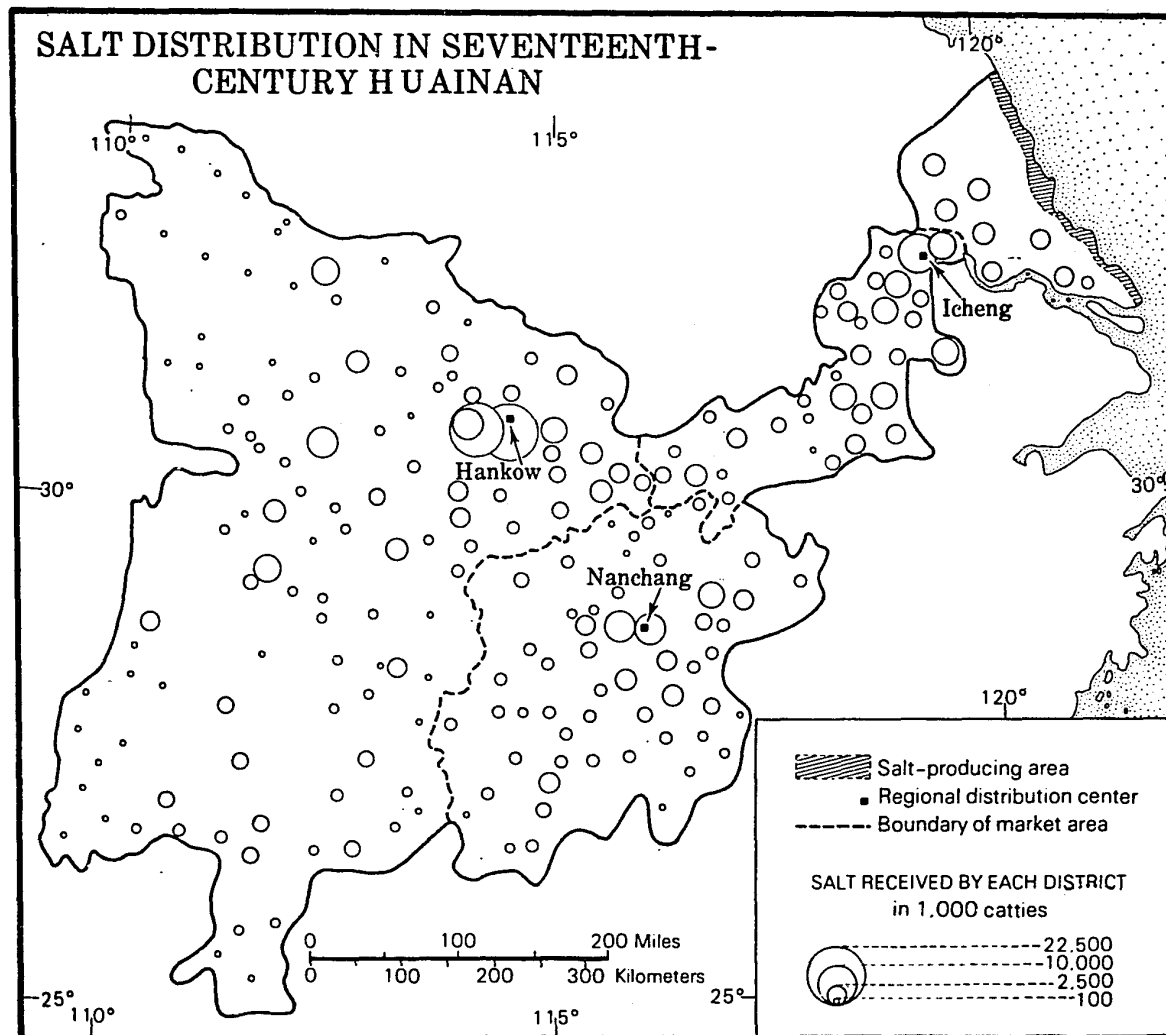 SALT DISTRIBUTION IN SEVENTEENTH-
CENTURY HUAINAN
120°
110°
115°
Icheng
Hankow
30°
30°
Nanchang
120°
Salt-producing area
Regional distribution center
Boundary of market area
SALT RECEIVED BY EACH DISTRICT
in 1.000 catties
22.500
10.000
2.500
100
0 100 200 Miles
0 100 200 300 Kilometers
25°
25°
110°
115°